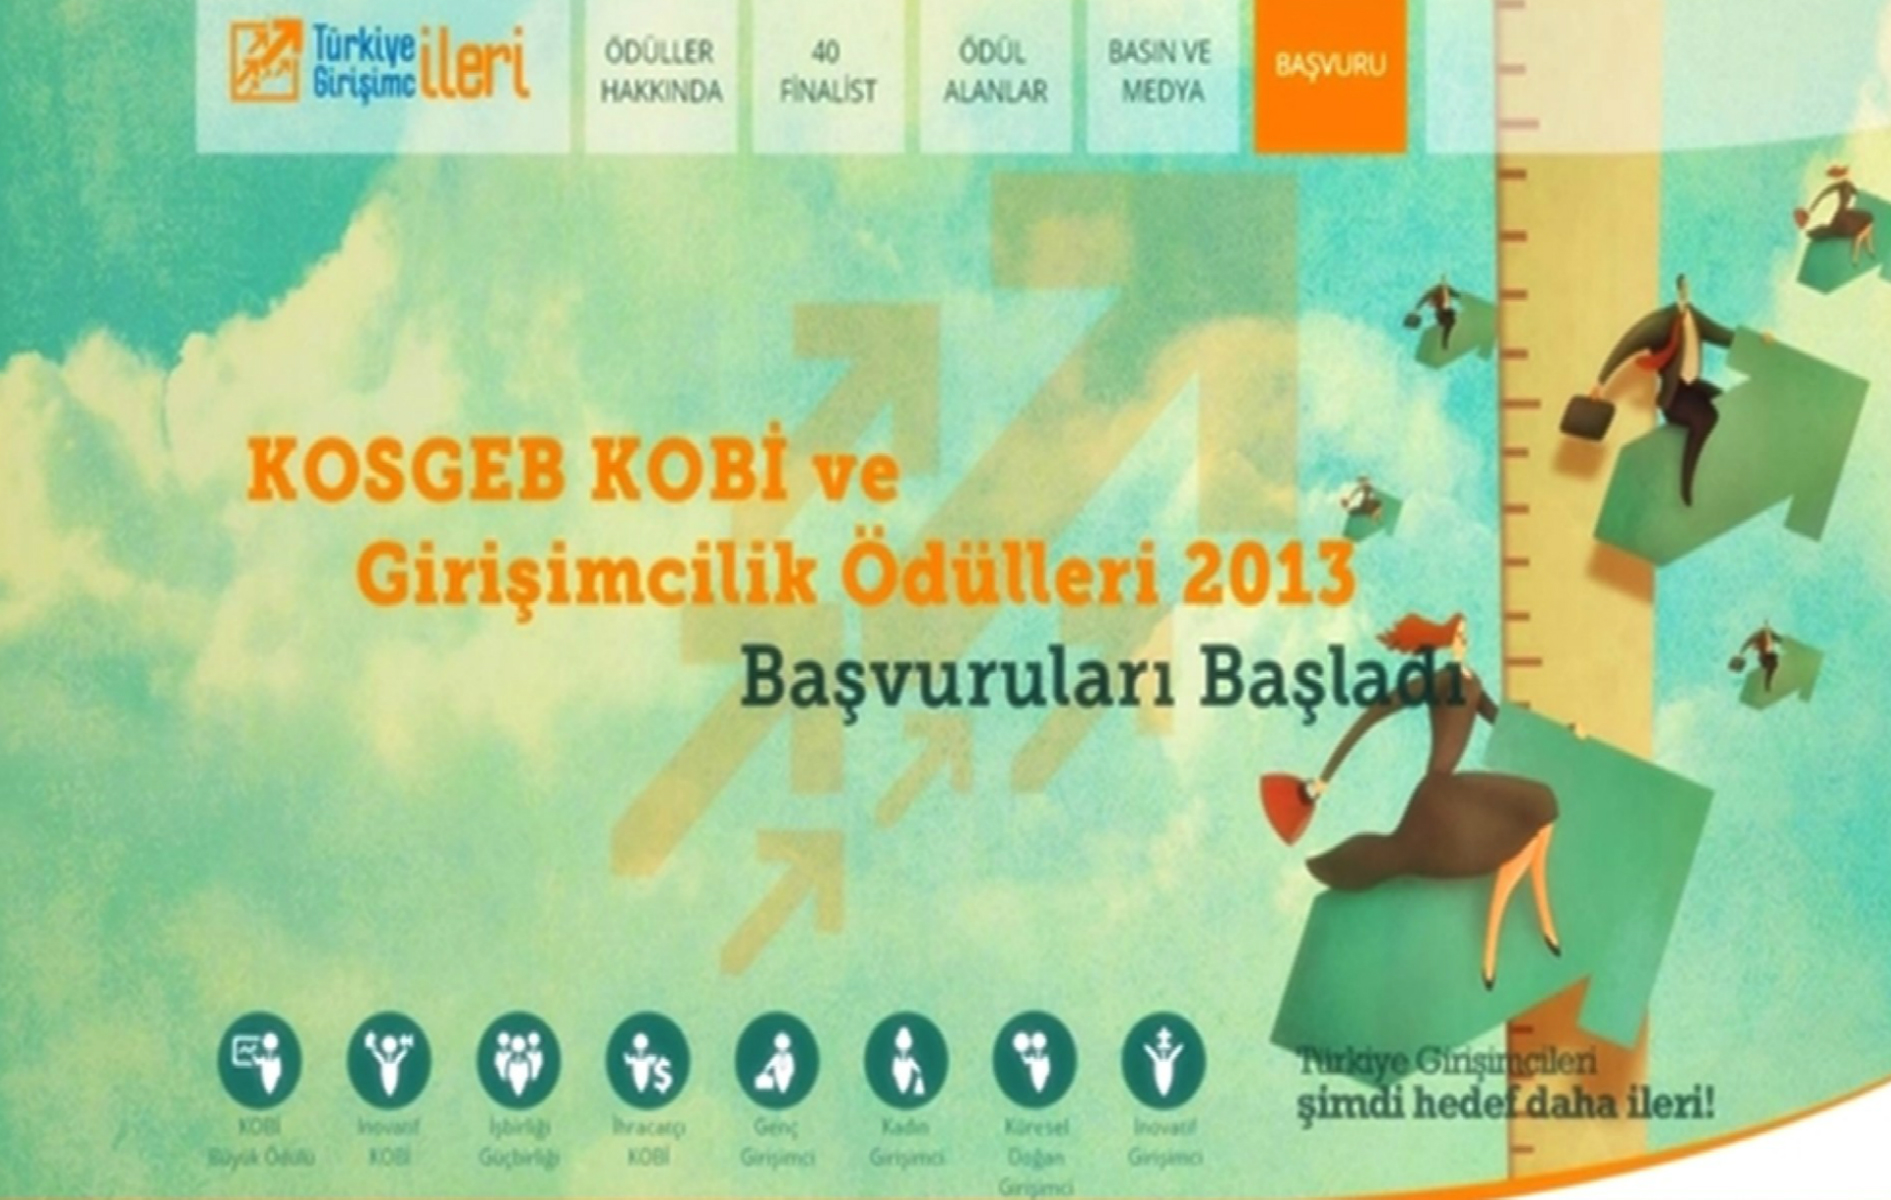 Türkiye
Girişimcileri
ÖDÜLLER
HAKKINDA
40
FİNALİST
ÖDÜL
ALANLAR
BASIN VE
MEDYA
BAŞVURU
KOSGEB KOBİ ve
Girişimcilik Ödülleri 2013
Başvuruları Başladı
KOBİ
Büyük Ödülü
İnovatif
KOBİ
İşbirliği
Güçbirliği
İhracatçı
KOBİ
Genç
Girişimci
Kadın
Girişimci
Küresel
Doğan
Girişimci
İnovatif
Girişimci
Türkiye Girişimcileri
şimdi hedef daha ileri!